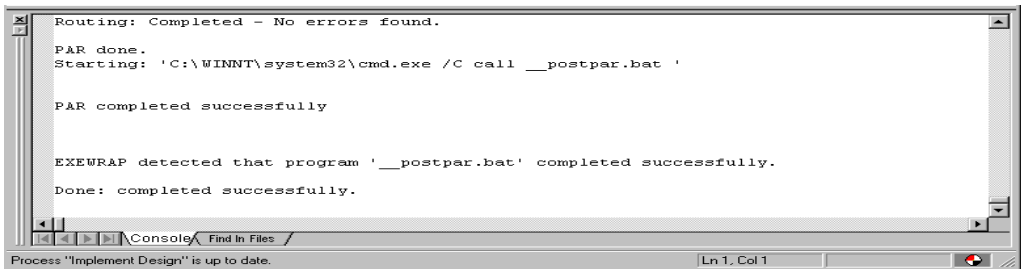 Routing: Completed - No errors found.
PAR done.
Starting: 'C:\WINNT\system32\cmd.exe /C call __postpar.bat '
PAR completed successfully
EXEWRAP detected that program '__postpar.bat' completed successfully.
Done: completed successfully.
Console Find in Files
Process "Implement Design" is up to date. Ln 1, Col 1